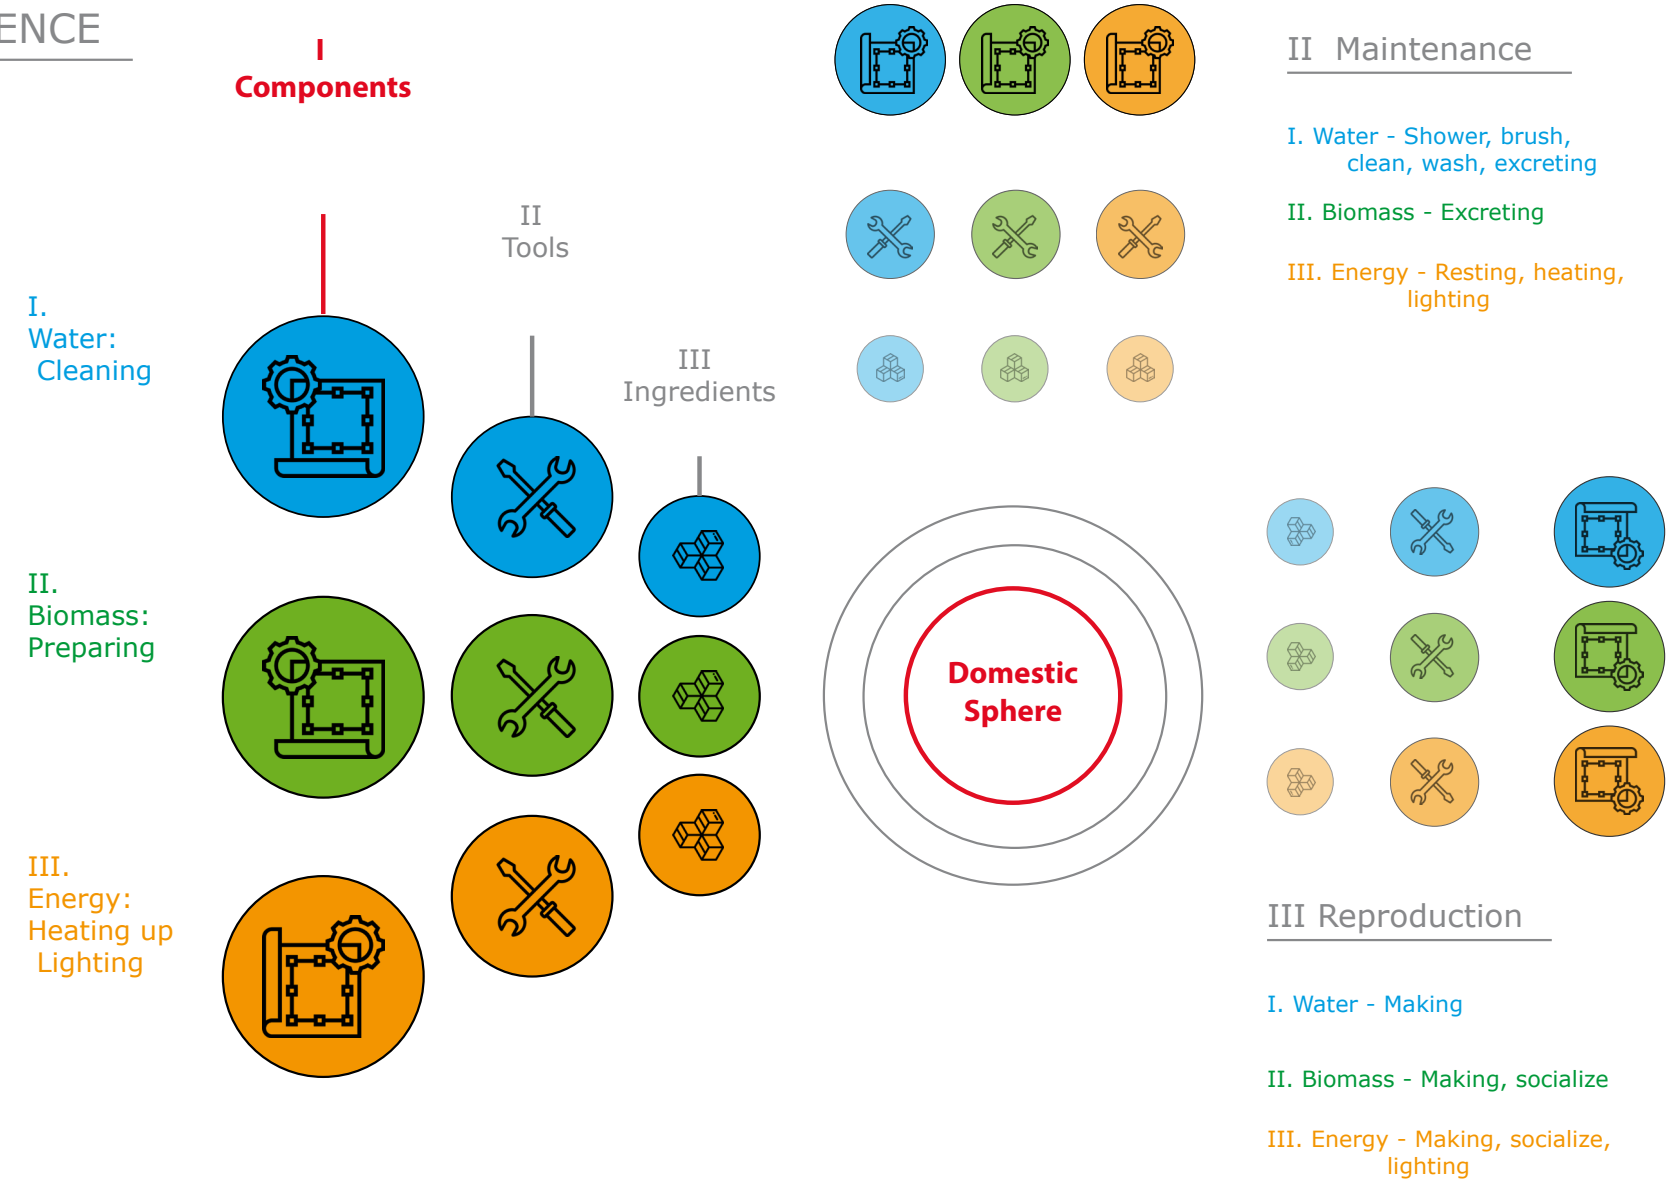 ENCE
I
Components
II
Tools
III
Ingredients
I.
Water:
Cleaning
II.
Biomass:
Preparing
III.
Energy:
Heating up
Lighting
Domestic
Sphere
II Maintenance
I. Water - Shower, brush,
clean, wash, excreting
II. Biomass - Excreting
III. Energy - Resting, heating,
lighting
III Reproduction
I. Water - Making
II. Biomass - Making, socialize
III. Energy - Making, socialize,
lighting